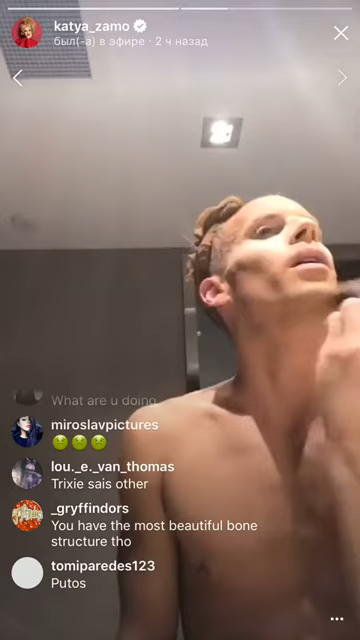 katya_zamo
был(-а) в эфире · 2 ч назад
What are u doing
miroslavpictures
lou._e._van_thomas
Trixie sais other
_gryffindors
You have the most beautiful bone
structure tho
tomiparedes123
Putos